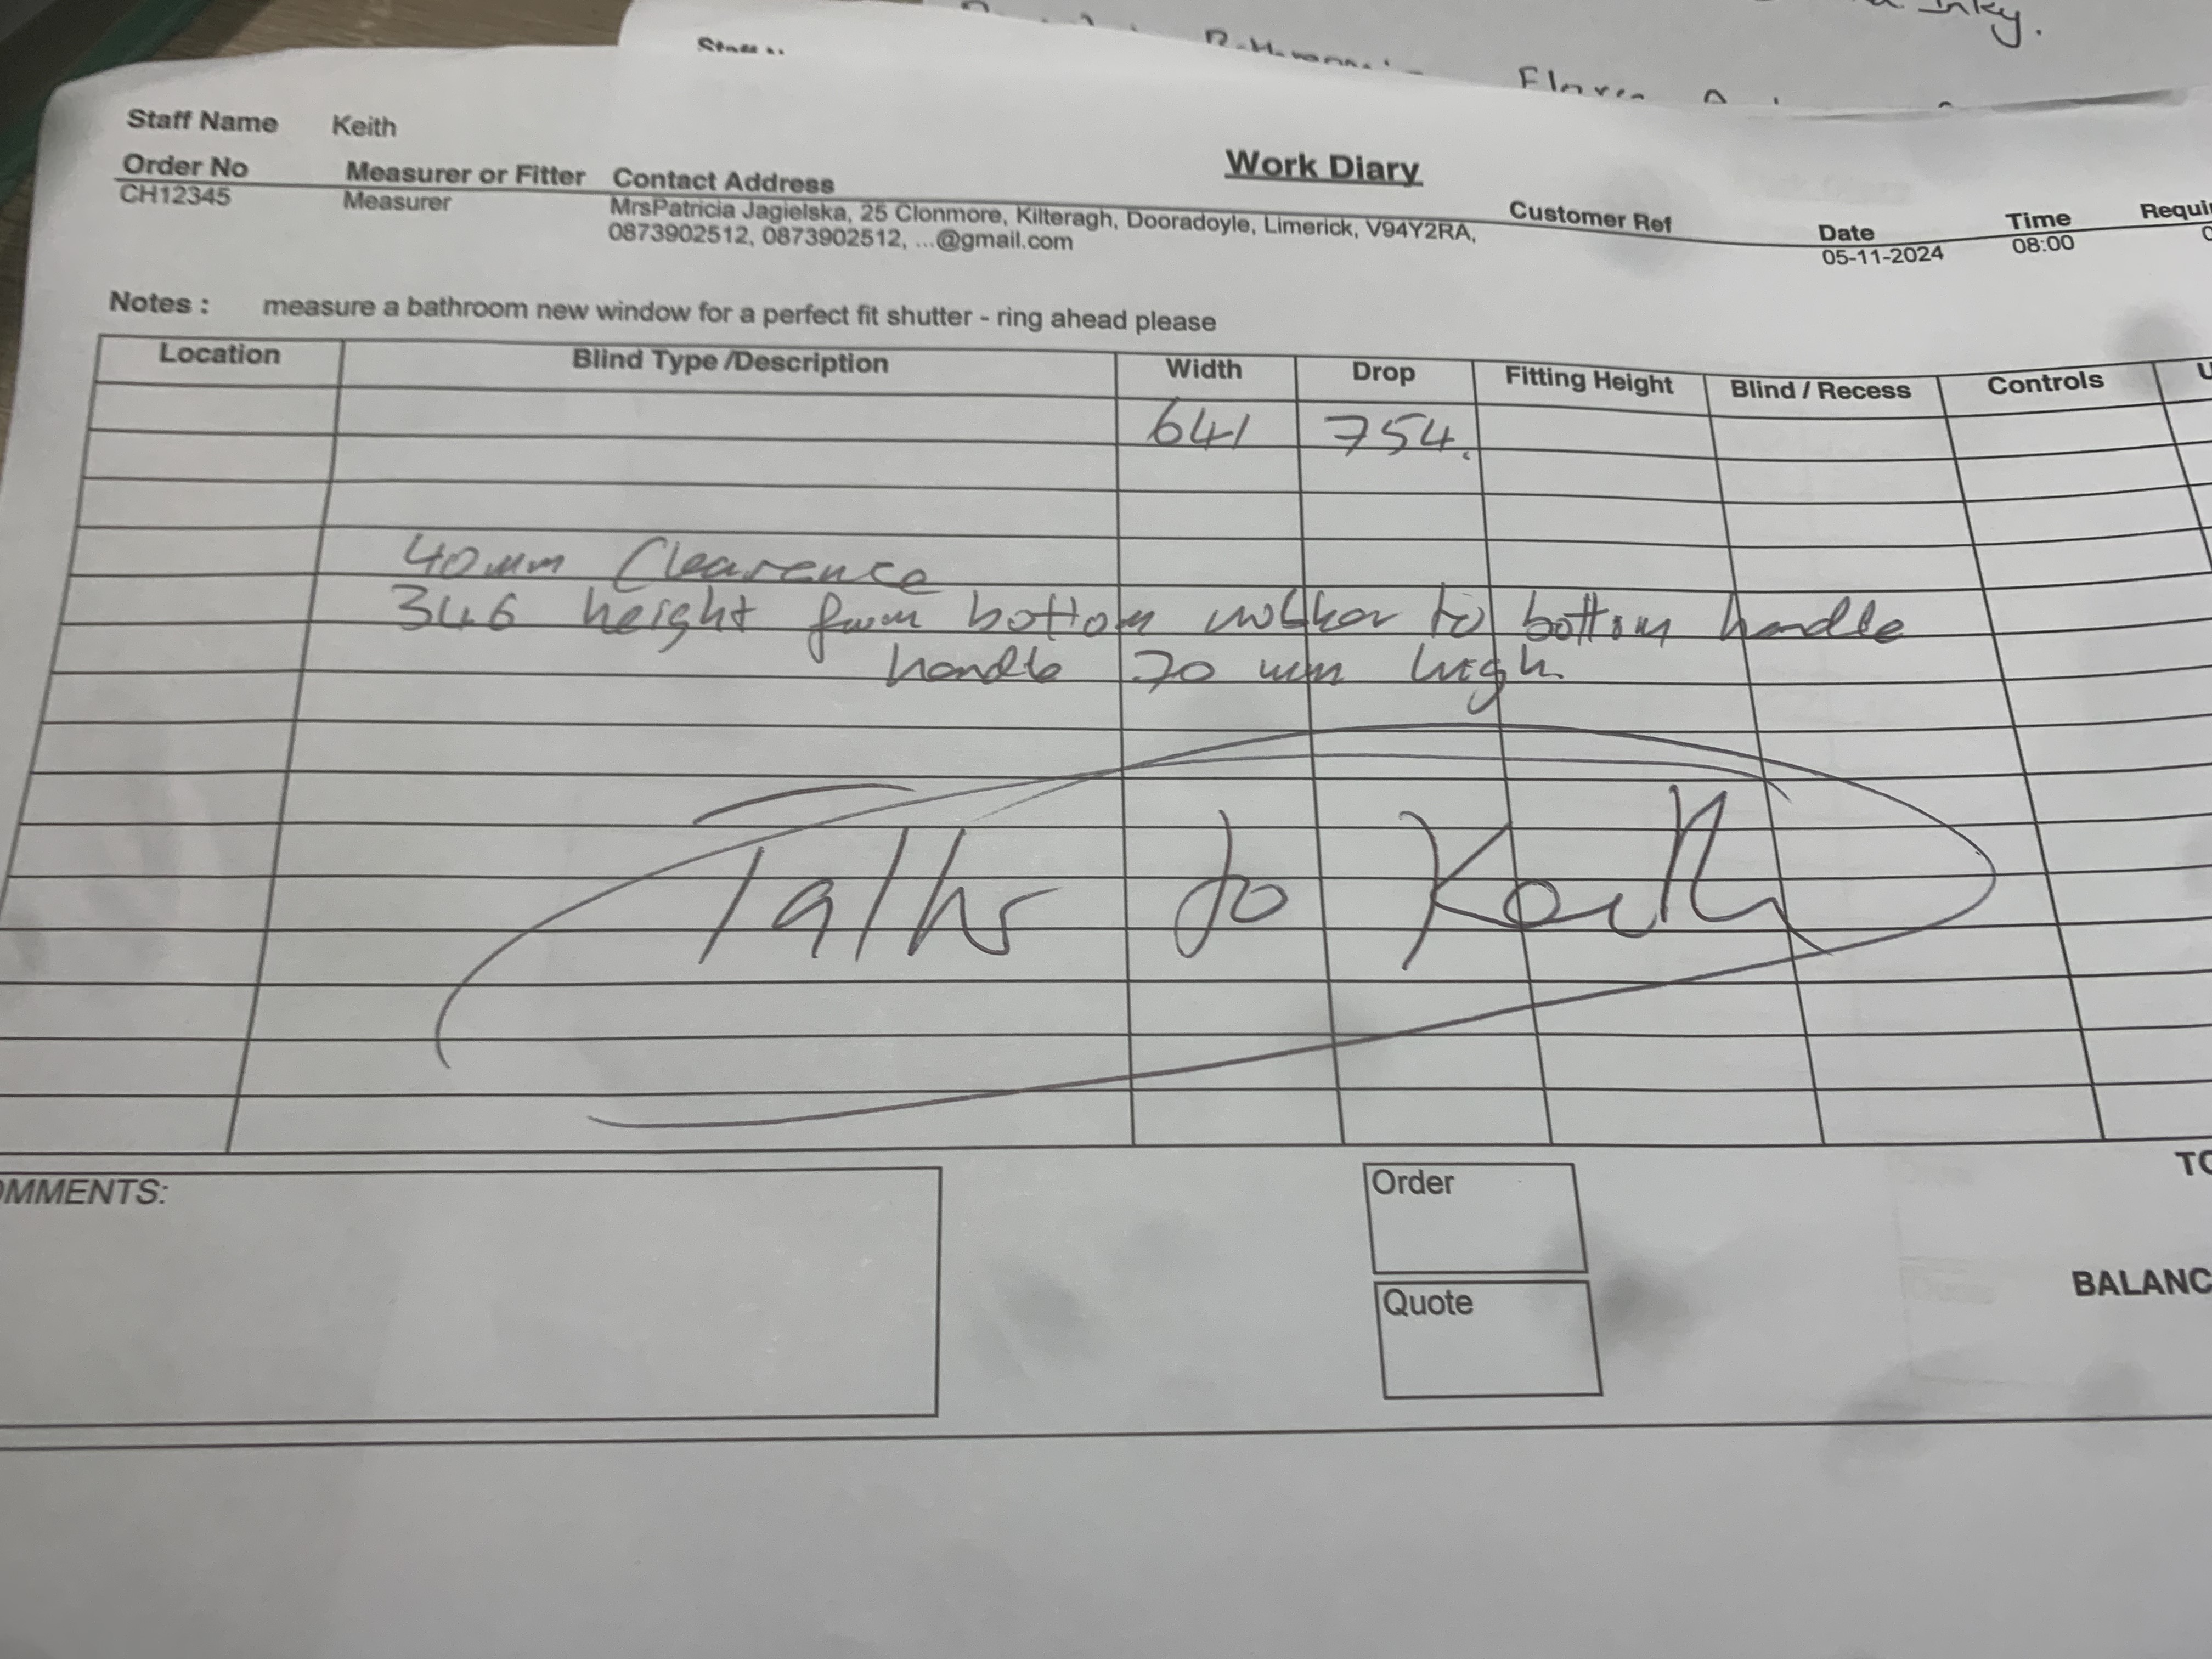 Inky.
Staff Name Keith
Work Diary
Order No Measurer or Fitter Contact Address Customer Ref Date Time
CH12345 Measurer MrsPatricia Jagielska, 25 Clonmore, Kilteragh, Dooradoyle, Limerick, V94Y2RA, 05-11-2024 08:00
0873902512, 0873902512, ...@gmail.com
Notes : measure a bathroom new window for a perfect fit shutter - ring ahead please
Location Blind Type /Description Width Drop Fitting Height Blind / Recess Controls
641 754.
40mm Clearence
346 height from bottom to bottom handle
handle 70 mm high.
to Keith
OMMENTS:
Order
Quote
BALANC